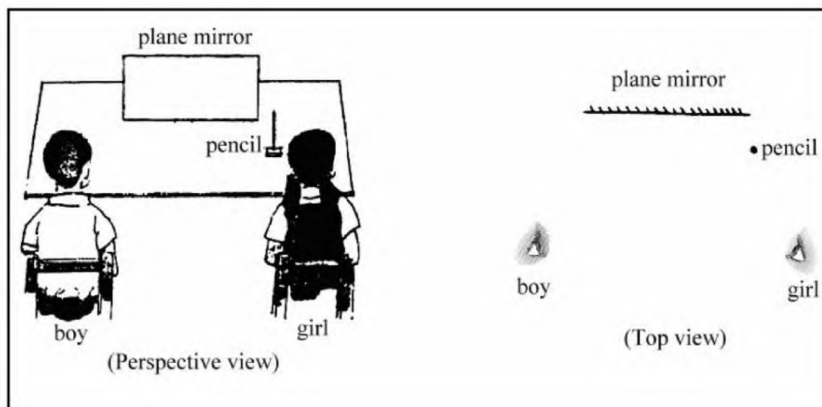 plane mirror
pencil
boy
girl
(Perspective view)
plane mirror
pencil
boy
girl
(Top view)